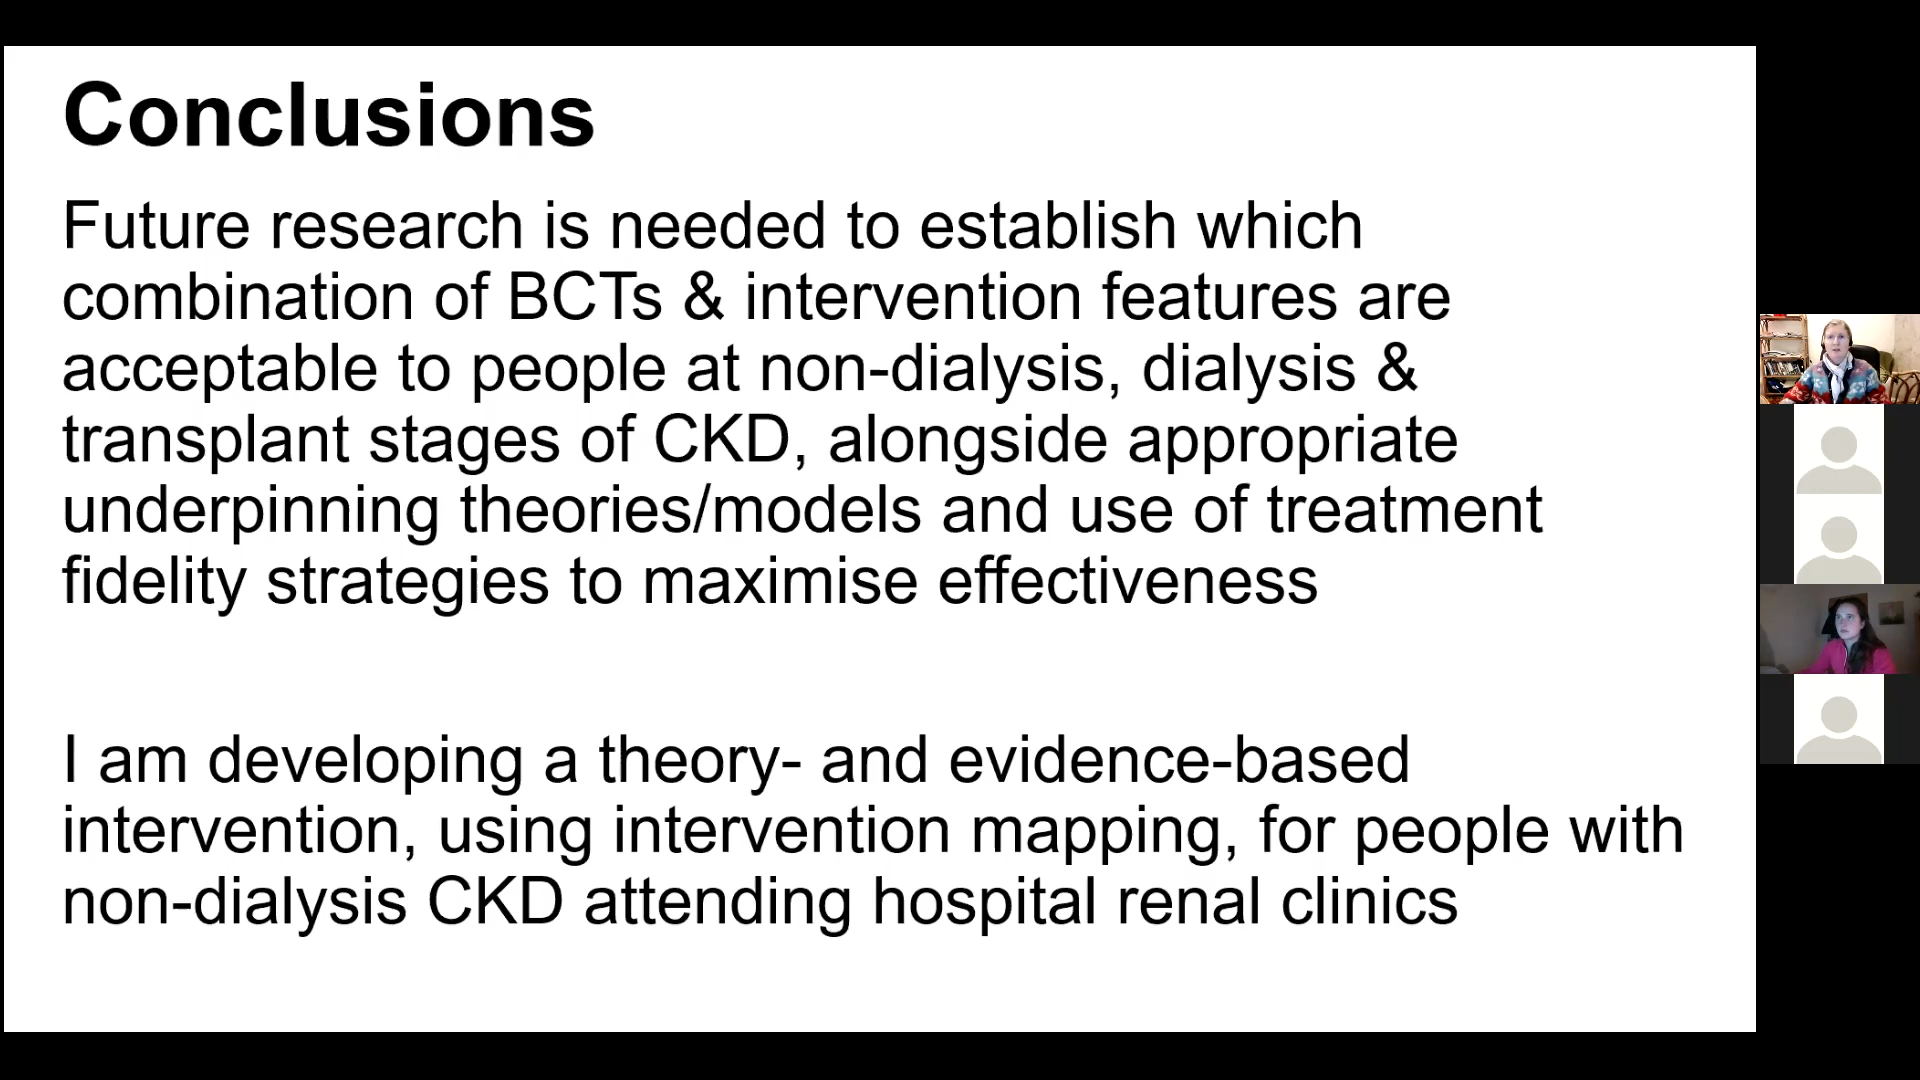 Conclusions
Future research is needed to establish which
combination of BCTs & intervention features are
acceptable to people at non-dialysis, dialysis &
transplant stages of CKD, alongside appropriate
underpinning theories/models and use of treatment
fidelity strategies to maximise effectiveness
I am developing a theory- and evidence-based
intervention, using intervention mapping, for people with
non-dialysis CKD attending hospital renal clinics